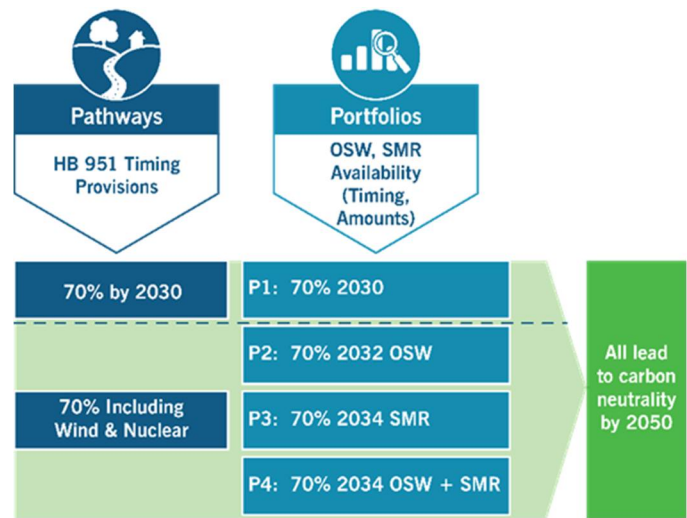 Pathways
HB 951 Timing
Provisions
Portfolios
OSW, SMR
Availability
(Timing,
Amounts)
70% by 2030
P1: 70% 2030
P2: 70% 2032 OSW
70% Including
Wind & Nuclear
P3: 70% 2034 SMR
P4: 70% 2034 OSW + SMR
All lead
to carbon
neutrality
by 2050